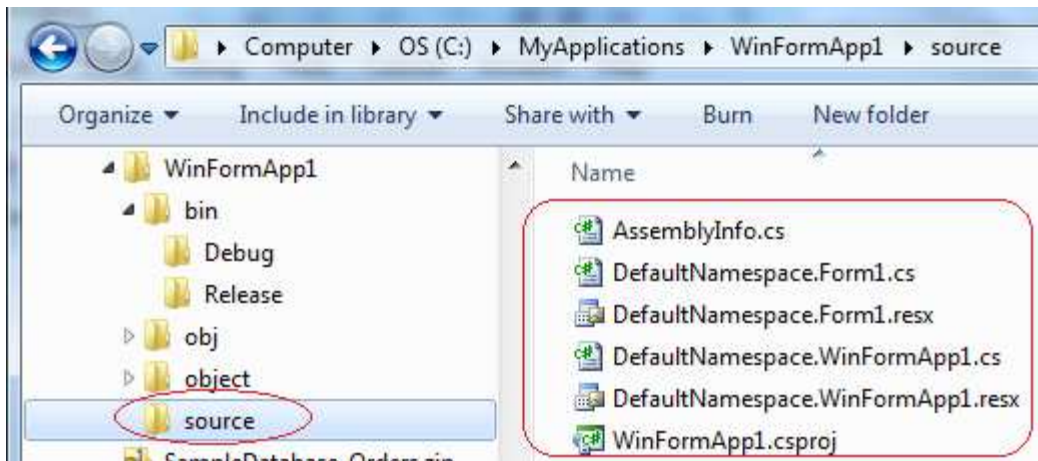 Computer OS (C:) MyApplications WinFormApp1 source
Organize Include in library Share with Burn New folder
WinFormApp1
bin
Debug
Release
obj
object
source
SampleDatabase_Orders.zip
Name
AssemblyInfo.cs
DefaultNamespace.Form1.cs
DefaultNamespace.Form1.resx
DefaultNamespace.WinFormApp1.cs
DefaultNamespace.WinFormApp1.resx
WinFormApp1.csproj